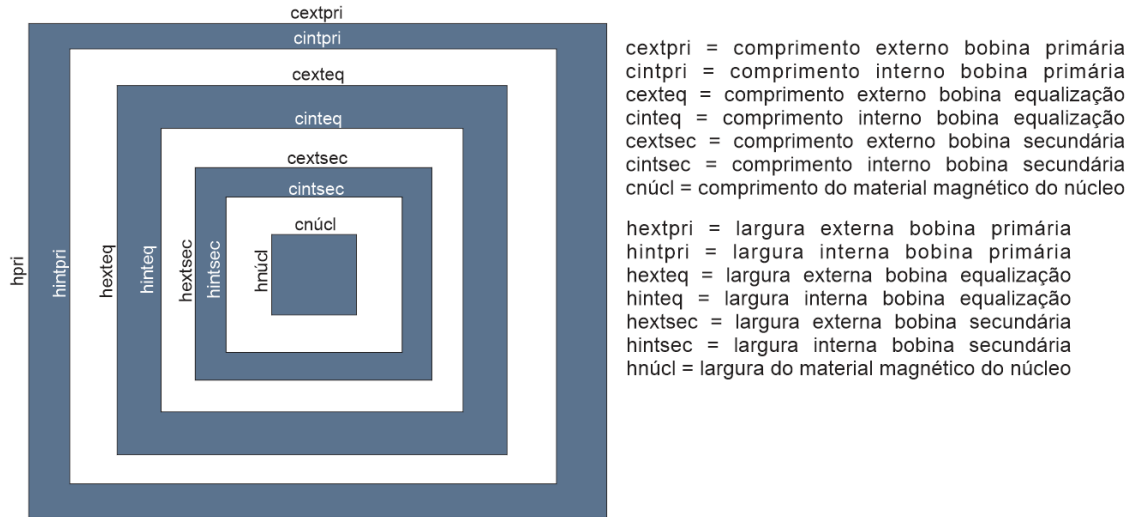 cextpri
cintpri
cexteq
cinteq
cextsec
cintsec
cnúcl
hpri
hintpri
hexteq
hinteq
hextsec
hintsec
hnúcl
cextpri = comprimento externo bobina primária
cintpri = comprimento interno bobina primária
cexteq = comprimento externo bobina equalização
cinteq = comprimento interno bobina equalização
cextsec = comprimento externo bobina secundária
cintsec = comprimento interno bobina secundária
cnúcl = comprimento do material magnético do núcleo
hextpri = largura externa bobina primária
hintpri = largura interna bobina primária
hexteq = largura externa bobina equalização
hinteq = largura interna bobina equalização
hextsec = largura externa bobina secundária
hintsec = largura interna bobina secundária
hnúcl = largura do material magnético do núcleo